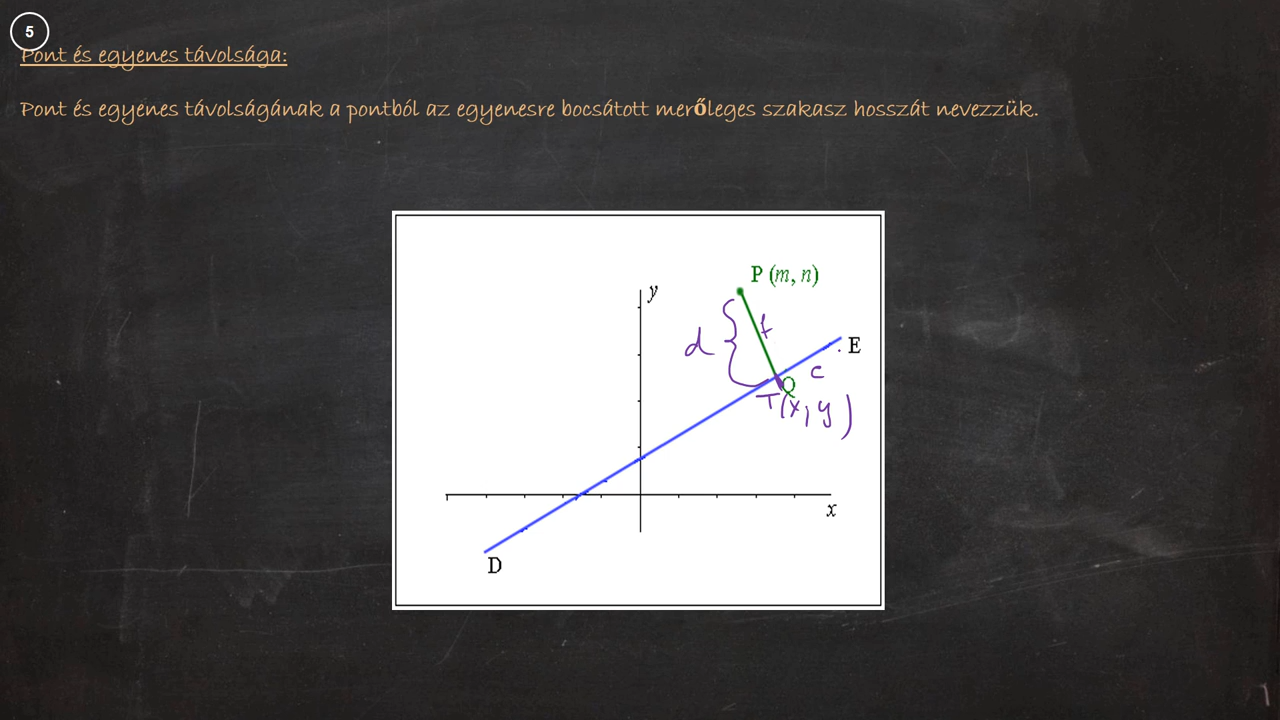 5
Pont és egyenes távolsága:
Pont és egyenes távolságának a pontból az egyenesre bocsátott merőleges szakasz hosszát nevezzük.
P (m, n)
y
d
f
E
e
Q
T(x; y)
x
D